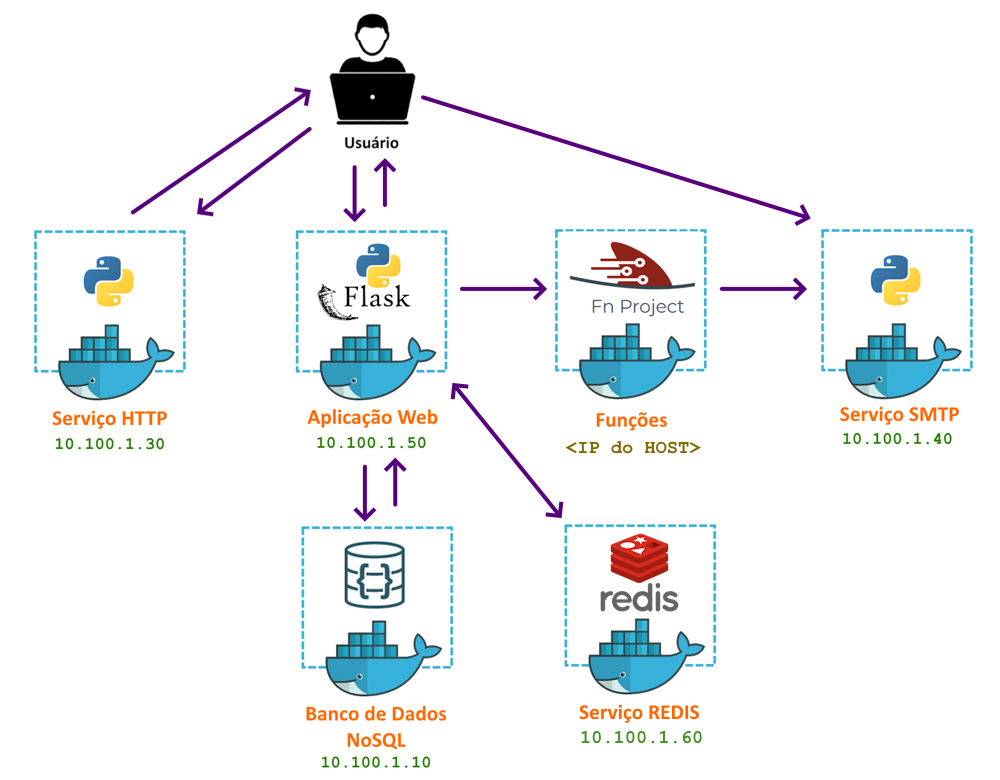 Usuário
Flask
Fn Project
Serviço HTTP
10.100.1.30
Aplicação Web
10.100.1.50
Funções
<IP do HOST>
Serviço SMTP
10.100.1.40
{-}
redis
Banco de Dados
NoSQL
10.100.1.10
Serviço REDIS
10.100.1.60